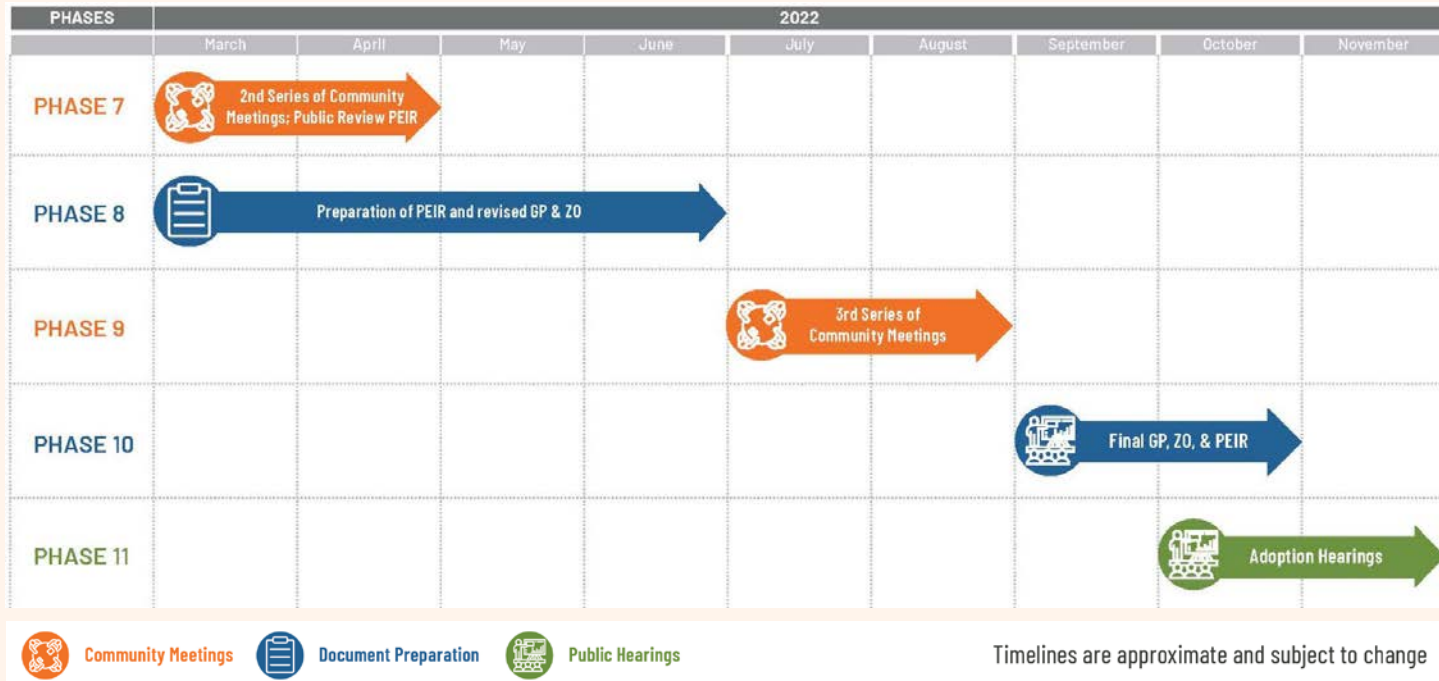 PHASES 2022
March April May June July August September October November
PHASE 7
2nd Series of Community
Meetings; Public Review PEIR
PHASE 8
Preparation of PEIR and revised GP & ZO
PHASE 9
3rd Series of
Community Meetings
PHASE 10
Final GP, ZO, & PEIR
PHASE 11
Adoption Hearings
Community Meetings Document Preparation Public Hearings Timelines are approximate and subject to change